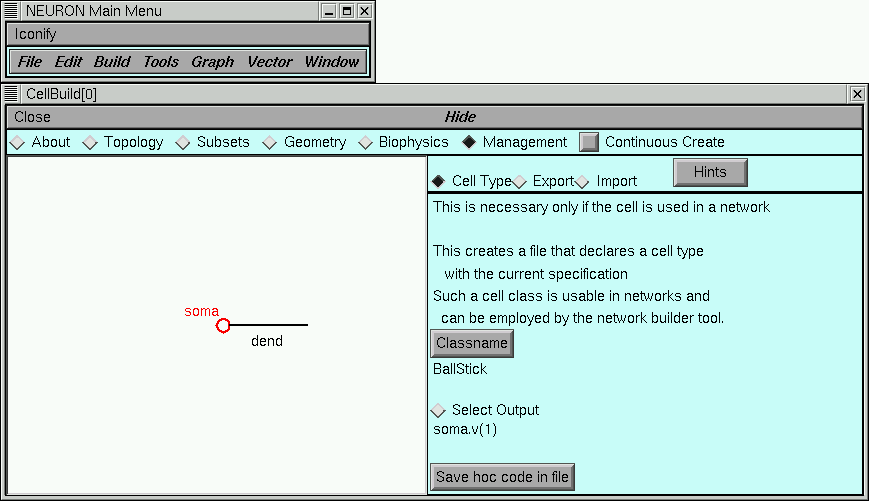 NEURON Main Menu
Iconify
File Edit Build Tools Graph Vector Window
CellBuild[0]
Close Hide
About Topology Subsets Geometry Biophysics Management Continuous Create
Cell Type Export Import Hints
This is necessary only if the cell is used in a network
This creates a file that declares a cell type
with the current specification
Such a cell class is usable in networks and
can be employed by the network builder tool.
Classname
BallStick
Select Output
soma.v(1)
Save hoc code in file
soma
dend